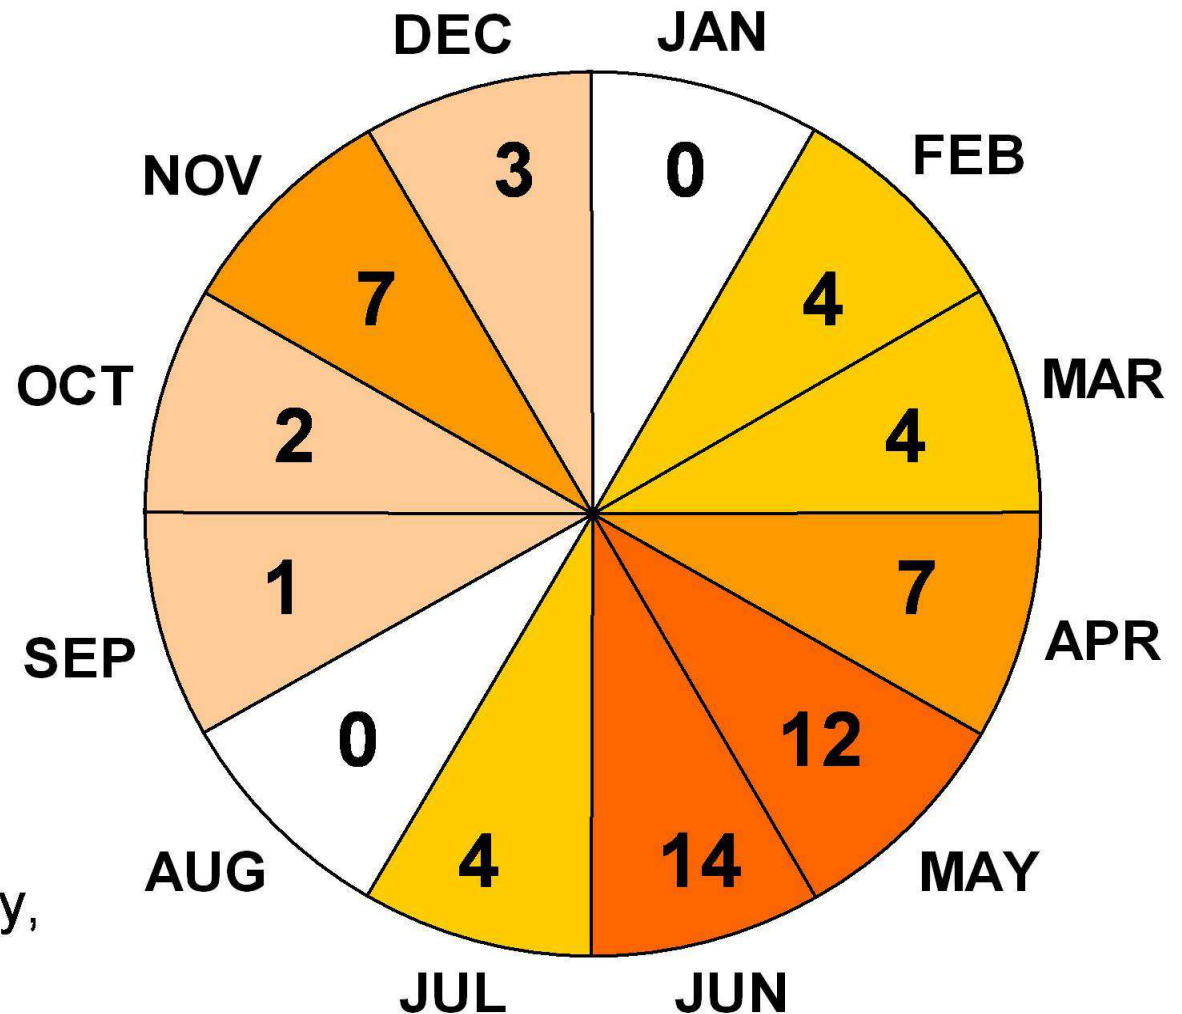 DEC JAN
NOV 3 0 FEB
7 4
OCT 2 4 MAR
SEP 1 7 APR
0 12
AUG 4 14 MAY
y,
JUL JUN